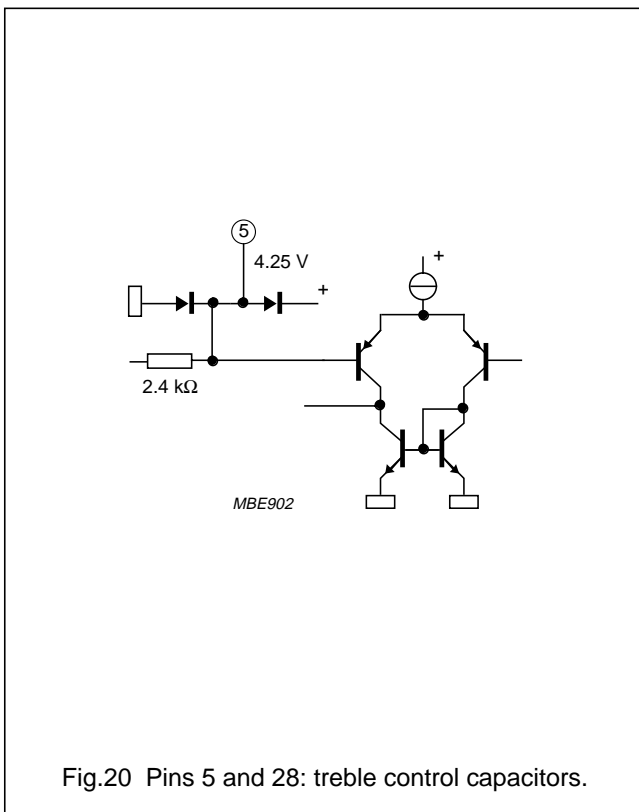 5
4.25 V
+
+
2.4 kΩ
MBE902
Fig.20 Pins 5 and 28: treble control capacitors.